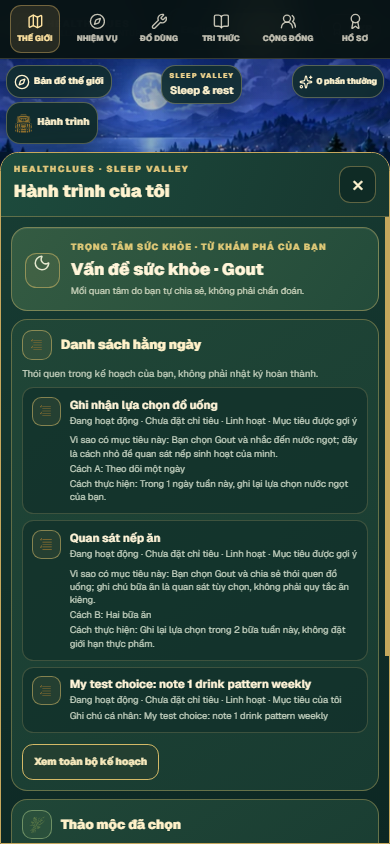 THẾ GIỚI
NHIỆM VỤ
ĐỒ DÙNG
TRI THỨC
CỘNG ĐỒNG
HỒ SƠ
Bản đồ thế giới
SLEEP VALLEY
Sleep & rest
0 phần thưởng
Hành trình
HEALTHCLUES · SLEEP VALLEY
Hành trình của tôi
TRỌNG TÂM SỨC KHỎE · TỪ KHÁM PHÁ CỦA BẠN
Vấn đề sức khỏe · Gout
Mối quan tâm do bạn tự chia sẻ, không phải chẩn đoán.
Danh sách hằng ngày
Thói quen trong kế hoạch của bạn, không phải nhật ký hoàn thành.
Ghi nhận lựa chọn đồ uống
Đang hoạt động · Chưa đặt chỉ tiêu · Linh hoạt · Mục tiêu được gợi ý
Vì sao có mục tiêu này: Bạn chọn Gout và nhắc đến nước ngọt; đây
là cách nhỏ để quan sát nếp sinh hoạt của mình.
Cách A: Theo dõi một ngày
Cách thực hiện: Trong 1 ngày tuần này, ghi lại lựa chọn nước ngọt
của bạn.
Quan sát nếp ăn
Đang hoạt động · Chưa đặt chỉ tiêu · Linh hoạt · Mục tiêu được gợi ý
Vì sao có mục tiêu này: Bạn chọn Gout và chia sẻ thói quen đồ
uống; ghi chú bữa ăn là quan sát tùy chọn, không phải quy tắc ăn
kiêng.
Cách B: Hai bữa ăn
Cách thực hiện: Ghi lại lựa chọn trong 2 bữa tuần này, không đặt
giới hạn thực phẩm.
My test choice: note 1 drink pattern weekly
Đang hoạt động · Chưa đặt chỉ tiêu · Linh hoạt · Mục tiêu của tôi
Ghi chú cá nhân: My test choice: note 1 drink pattern weekly
Xem toàn bộ kế hoạch
Thảo mộc đã chọn